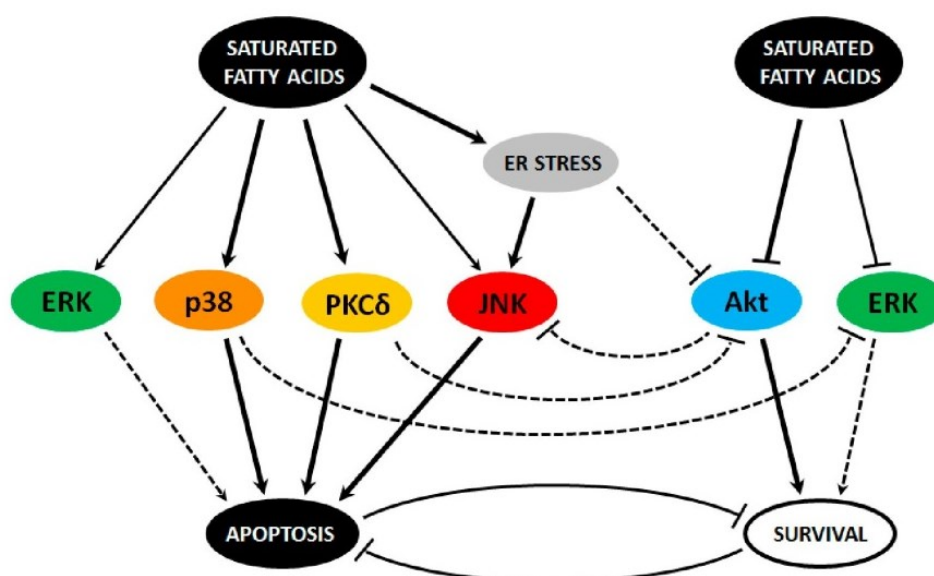 SATURATED
FATTY ACIDS
SATURATED
FATTY ACIDS
ER STRESS
ERK
p38
PKCδ
JNK
Akt
ERK
APOPTOSIS
SURVIVAL